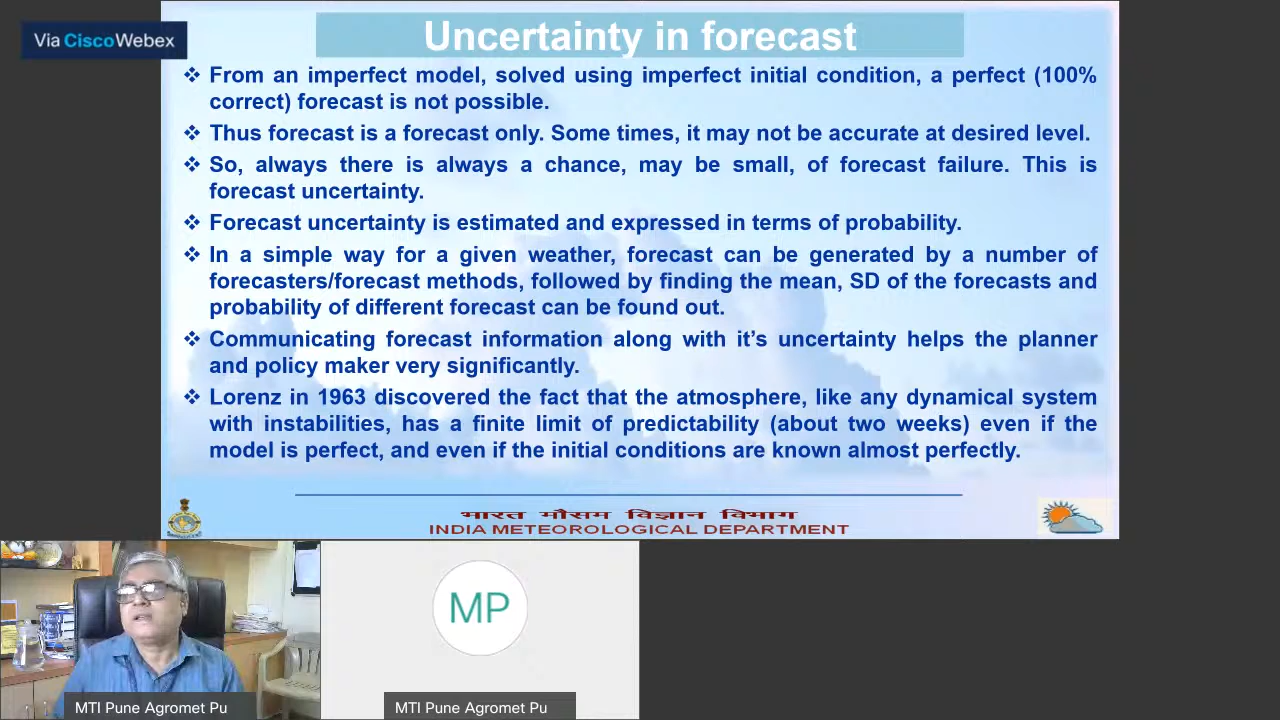 Via CiscoWebex
Uncertainty in forecast
❖ From an imperfect model, solved using imperfect initial condition, a perfect (100%
correct) forecast is not possible.
❖ Thus forecast is a forecast only. Some times, it may not be accurate at desired level.
❖ So, always there is always a chance, may be small, of forecast failure. This is
forecast uncertainty.
❖ Forecast uncertainty is estimated and expressed in terms of probability.
❖ In a simple way for a given weather, forecast can be generated by a number of
forecasters/forecast methods, followed by finding the mean, SD of the forecasts and
probability of different forecast can be found out.
❖ Communicating forecast information along with it’s uncertainty helps the planner
and policy maker very significantly.
❖ Lorenz in 1963 discovered the fact that the atmosphere, like any dynamical system
with instabilities, has a finite limit of predictability (about two weeks) even if the
model is perfect, and even if the initial conditions are known almost perfectly.
भारत मौसम विज्ञान विभाग
INDIA METEOROLOGICAL DEPARTMENT
MP
MTI Pune Agromet Pu
MTI Pune Agromet Pu